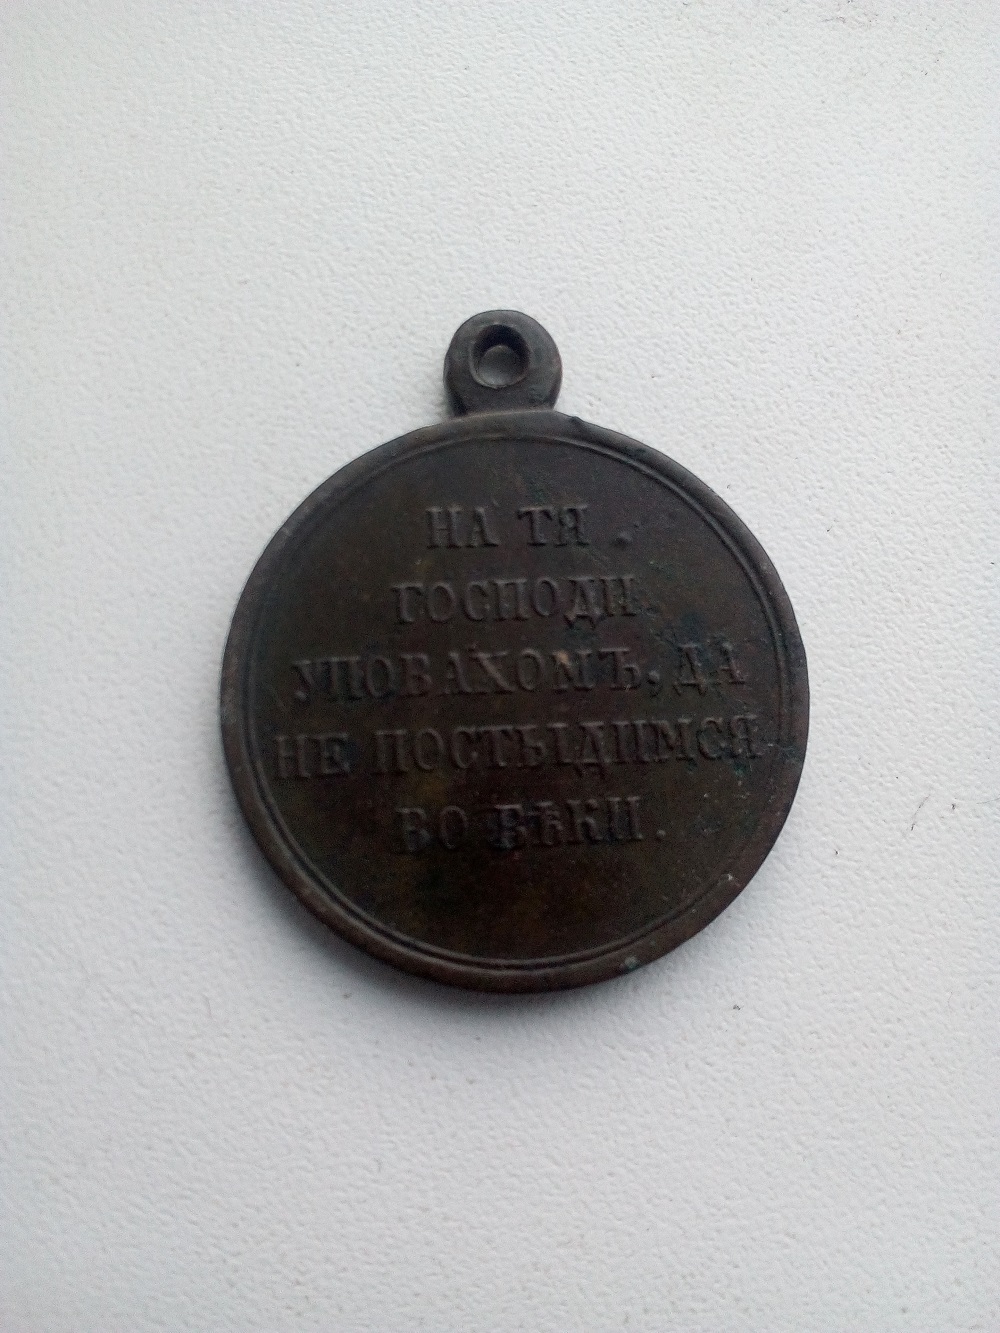 НА ТЯ
ГОСПОДИ
УПОВАХОМЪ, ДА
НЕ ПОСТЫДИМСЯ
ВО ВѢКИ.